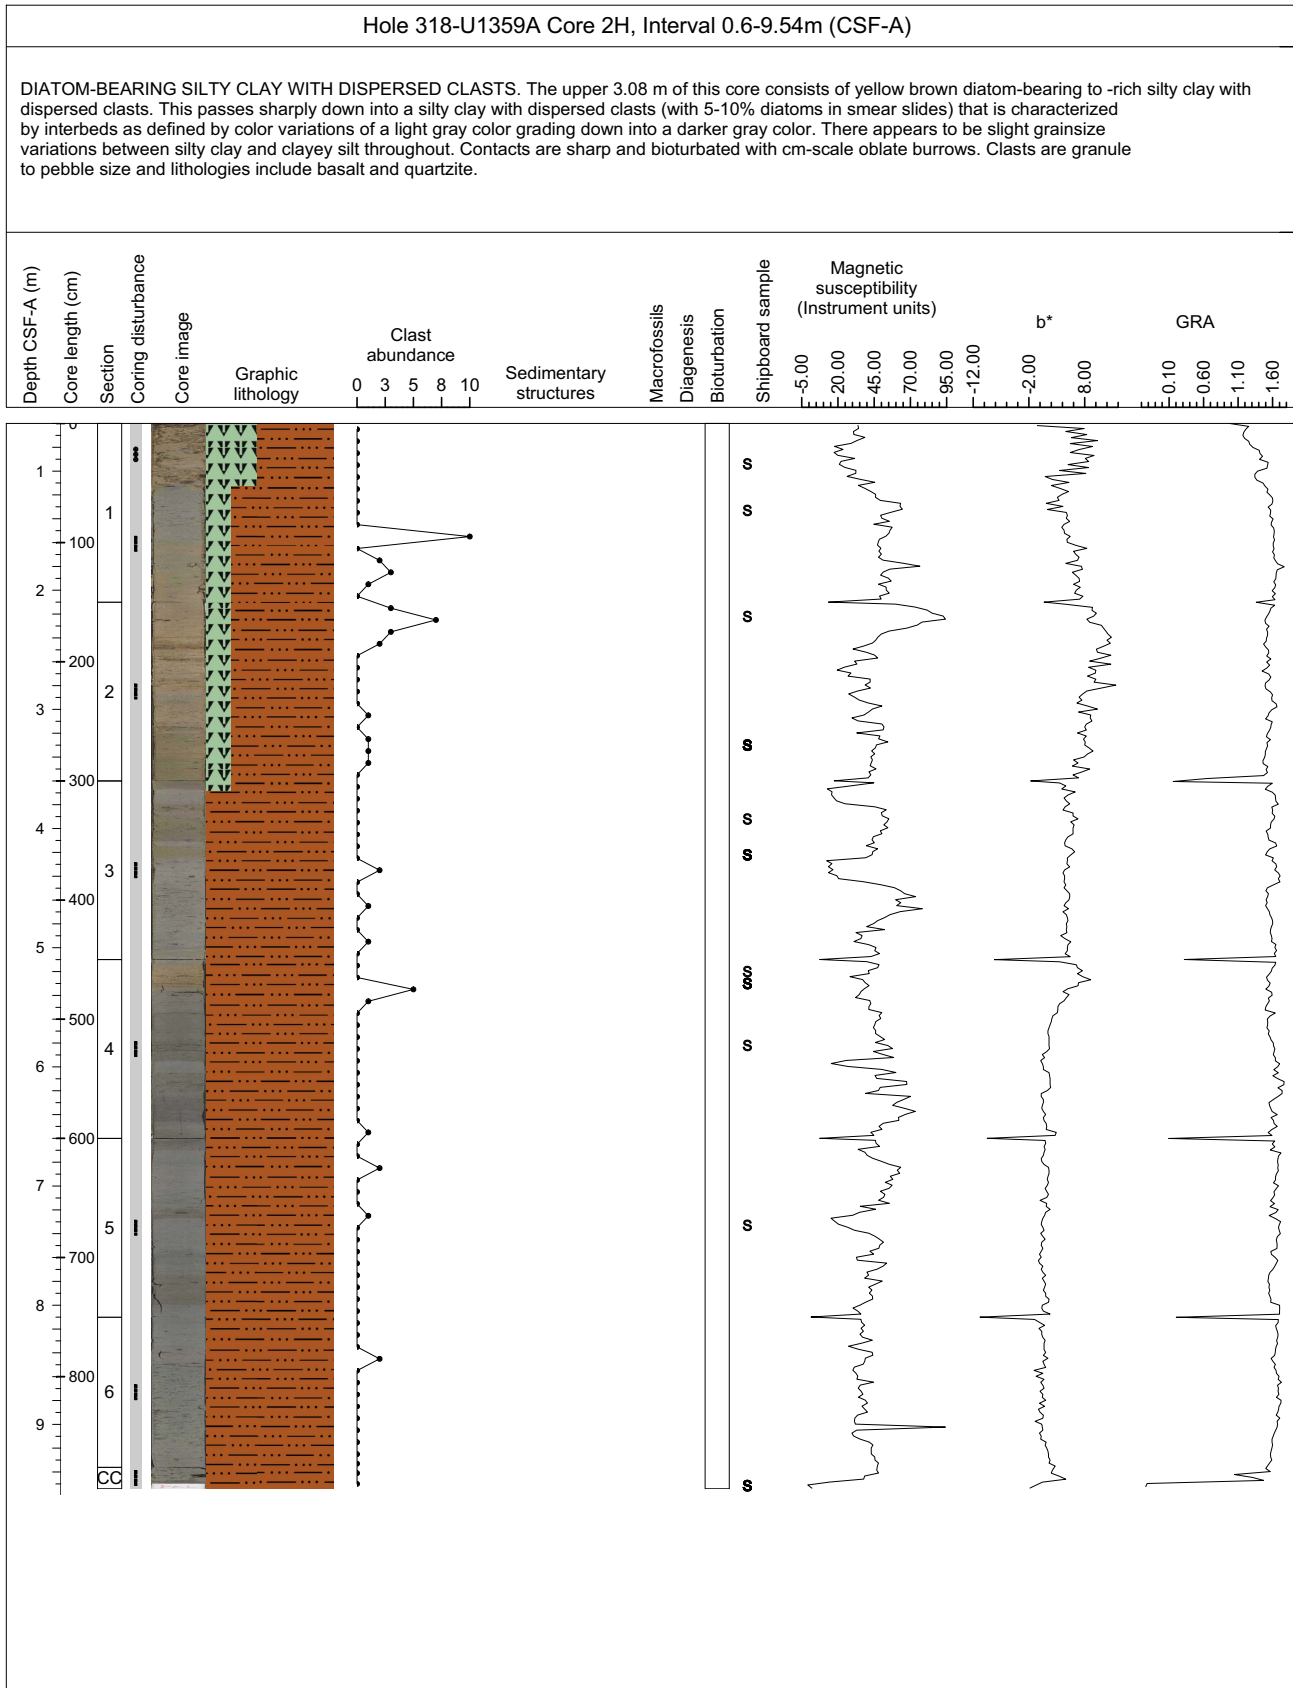 Hole 318-U1359A Core 2H, Interval 0.6-9.54m (CSF-A)
DIATOM-BEARING SILTY CLAY WITH DISPERSED CLASTS. The upper 3.08 m of this core consists of yellow brown diatom-bearing to -rich silty clay with
dispersed clasts. This passes sharply down into a silty clay with dispersed clasts (with 5-10% diatoms in smear slides) that is characterized
by interbeds as defined by color variations of a light gray color grading down into a darker gray color. There appears to be slight grainsize
variations between silty clay and clayey silt throughout. Contacts are sharp and bioturbated with cm-scale oblate burrows. Clasts are granule
to pebble size and lithologies include basalt and quartzite.
Depth CSF-A (m)
Core length (cm)
Section
Coring disturbance
Core image
Graphic
lithology
Clast
abundance
0 3 5 8 10
Sedimentary
structures
Macrofossils
Diagenesis
Bioturbation
Shipboard sample
Magnetic
susceptibility
(Instrument units)
-5.00 20.00 45.00 70.00 95.00
b*
-12.00 -2.00 8.00
GRA
0.10 0.60 1.10 1.60
0
S
1
1
S
100
2
S
200
2
3
S
300
4
S
S
3
400
5
S
S
500
4
S
6
600
7
5
S
700
8
800
6
9
CC
S